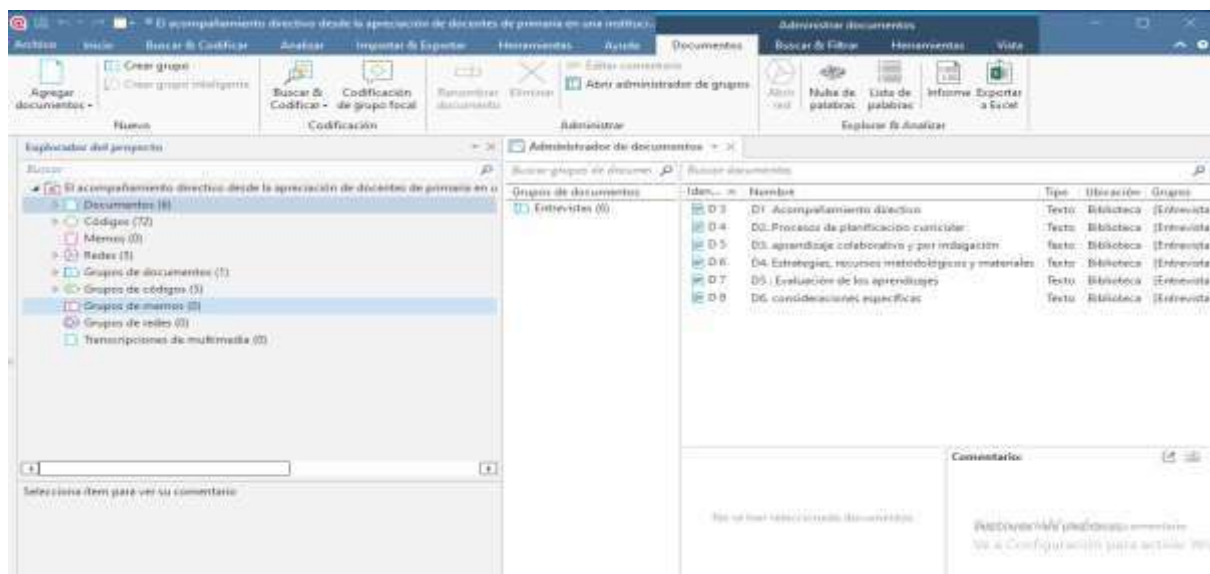 El acompañamiento directivo desde la apreciación de docentes de primaria en una instituci
Administrar documentos
Archivo Inicio Buscar & Codificar Analizar Importar & Exportar Herramientas Ayuda Documentos Buscar & Filtrar Herramientas Vista
Agregar documentos
Crear grupo
Crear grupo inteligente
Nuevo
Buscar & Codificar
Codificación de grupo focal
Codificación
Renombrar documento
Eliminar
Editar comentario
Abrir administrador de grupos
Administrar
Abrir red
Nube de palabras
Lista de palabras
Informe
Exportar a Excel
Explorar & Analizar
Explorador del proyecto
Buscar
El acompañamiento directivo desde la apreciación de docentes de primaria en u
Documentos (6)
Códigos (72)
Memos (0)
Redes (5)
Grupos de documentos (1)
Grupos de códigos (5)
Grupos de memos (0)
Grupos de redes (0)
Transcripciones de multimedia (0)
Selecciona ítem para ver su comentario
Administrador de documentos
Buscar grupos de documen
Buscar documentos
Grupos de documentos
Entrevistas (6)
Iden... Nombre Tipo Ubicación Grupos
D 3 D1. Acompañamiento directivo Texto Biblioteca [Entrevista
D 4 D2. Procesos de planificación curricular Texto Biblioteca [Entrevista
D 5 D3. aprendizaje colaborativo y por indagación Texto Biblioteca [Entrevista
D 6 D4. Estrategias, recursos metodológicos y materiales Texto Biblioteca [Entrevista
D 7 D5.: Evaluación de los aprendizajes Texto Biblioteca [Entrevista
D 8 D6. consideraciones específicas Texto Biblioteca [Entrevista
No se han seleccionado documentos
Comentario:
Ve a Configuración para activar Win